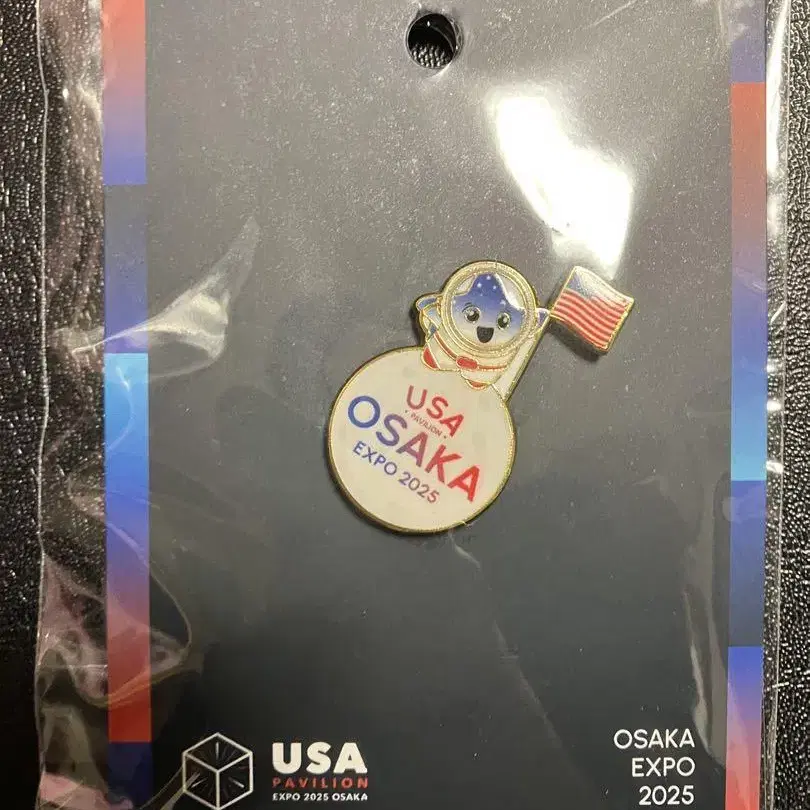 USA
• PAVILION •
OSAKA
EXPO 2025
USA
PAVILION
EXPO 2025 OSAKA
OSAKA
EXPO
2025